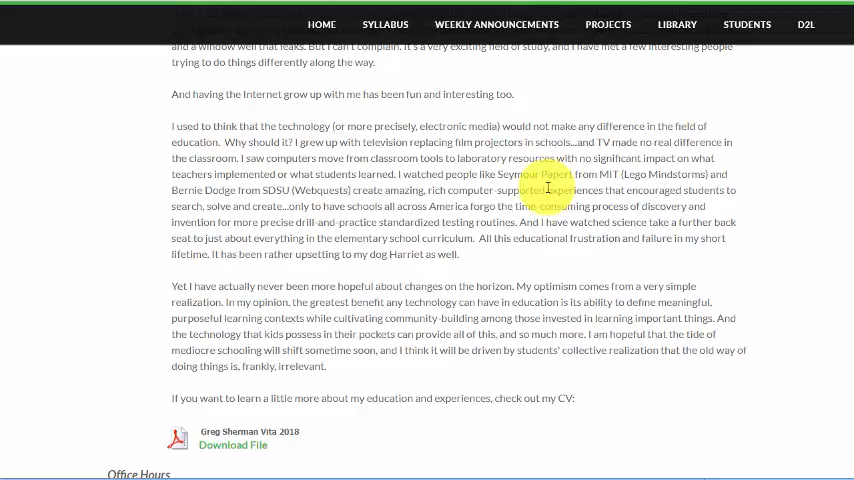 HOME SYLLABUS WEEKLY ANNOUNCEMENTS PROJECTS LIBRARY STUDENTS D2L
and a window well that leaks. But I can't complain. It's a very exciting field of study, and I have met a few interesting people
trying to do things differently along the way.
And having the Internet grow up with me has been fun and interesting too.
I used to think that the technology (or more precisely, electronic media) would not make any difference in the field of
education. Why should it? I grew up with television replacing film projectors in schools...and TV made no real difference in
the classroom. I saw computers move from classroom tools to laboratory resources with no significant impact on what
teachers implemented or what students learned. I watched people like Seymour Papert from MIT (Lego Mindstorms) and
Bernie Dodge from SDSU (Webquests) create amazing, rich computer-supported experiences that encouraged students to
search, solve and create...only to have schools all across America forgo the time-consuming process of discovery and
invention for more precise drill-and-practice standardized testing routines. And I have watched science take a further back
seat to just about everything in the elementary school curriculum. All this educational frustration and failure in my short
lifetime. It has been rather upsetting to my dog Harriet as well.
Yet I have actually never been more hopeful about changes on the horizon. My optimism comes from a very simple
realization. In my opinion, the greatest benefit any technology can have in education is its ability to define meaningful,
purposeful learning contexts while cultivating community-building among those invested in learning important things. And
the technology that kids possess in their pockets can provide all of this, and so much more. I am hopeful that the tide of
mediocre schooling will shift sometime soon, and I think it will be driven by students' collective realization that the old way of
doing things is, frankly, irrelevant.
If you want to learn a little more about my education and experiences, check out my CV:
Greg Sherman Vita 2018
Download File
Office Hours